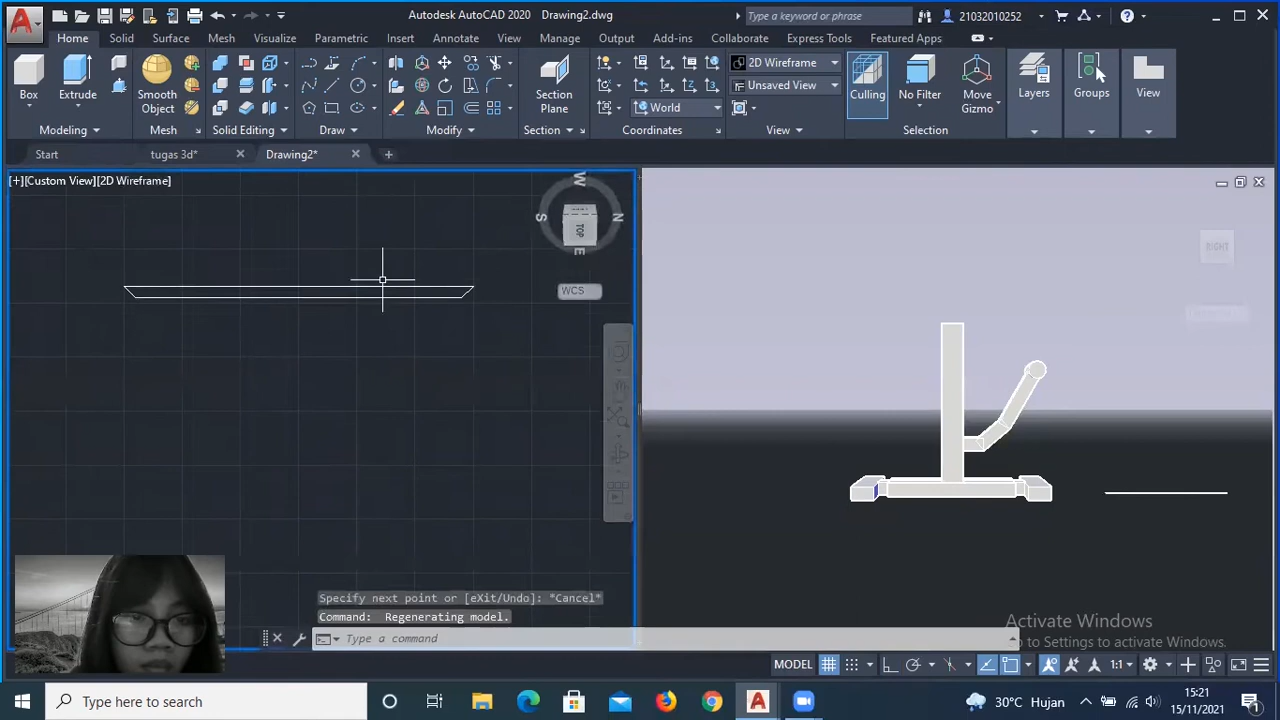 Autodesk AutoCAD 2020 Drawing2.dwg
Type a keyword or phrase
21032010252
Home Solid Surface Mesh Visualize Parametric Insert Annotate View Manage Output Add-ins Collaborate Express Tools Featured Apps
Box
Extrude
Smooth Object
Section Plane
World
2D Wireframe
Unsaved View
Culling
No Filter
Move Gizmo
Layers
Groups
View
Modeling Mesh Solid Editing Draw Modify Section Coordinates View Selection
Start tugas 3d* Drawing2*
[+][Custom View][2D Wireframe]
W
S
N
TOP
E
WCS
RIGHT
Specify next point or [eXit/Undo]: *Cancel*
Command: Regenerating model.
Type a command
Activate Windows
Go to Settings to activate Windows.
MODEL
1:1
Type here to search
30°C Hujan
15:21
15/11/2021
1